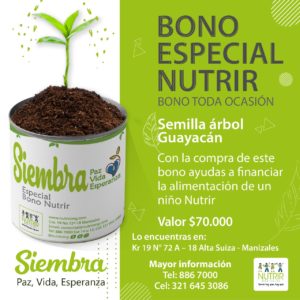 BONO
ESPECIAL
NUTRIR
BONO TODA OCASIÓN
Semilla árbol
Guayacán
Con la compra de este
bono ayudas a financiar
la alimentación de un
niño Nutrir
Valor $70.000
Lo encuentras en:
Kr 19 N° 72 A – 18 Alta Suiza - Manizales
Mayor información
Tel: 886 7000
Cel: 321 645 3086
NUTRIR
Siembra
Paz
Vida
Esperanza
Especial
Bono Nutrir
Siembra
Paz, Vida, Esperanza